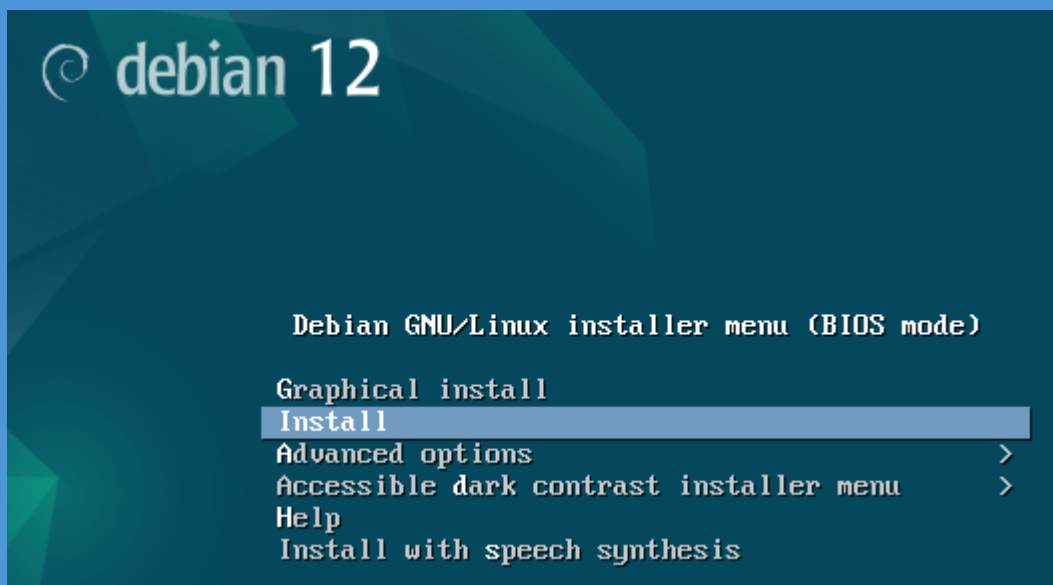 debian 12
Debian GNU/Linux installer menu (BIOS mode)
Graphical install
Install
Advanced options >
Accessible dark contrast installer menu >
Help
Install with speech synthesis